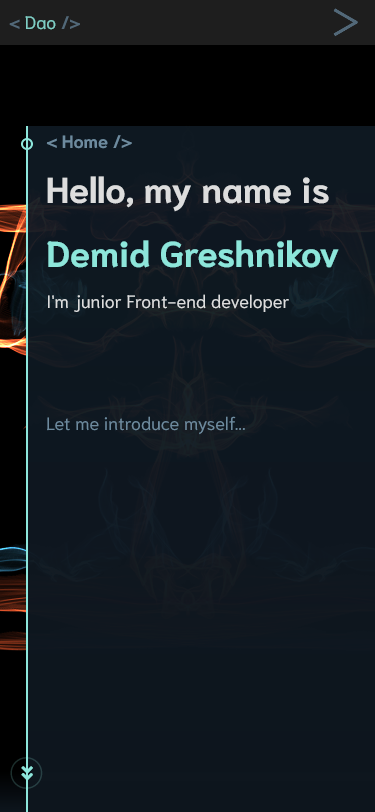 < Dao />
< Home />
Hello, my name is
Demid Greshnikov
I'm junior Front-end developer
Let me introduce myself...